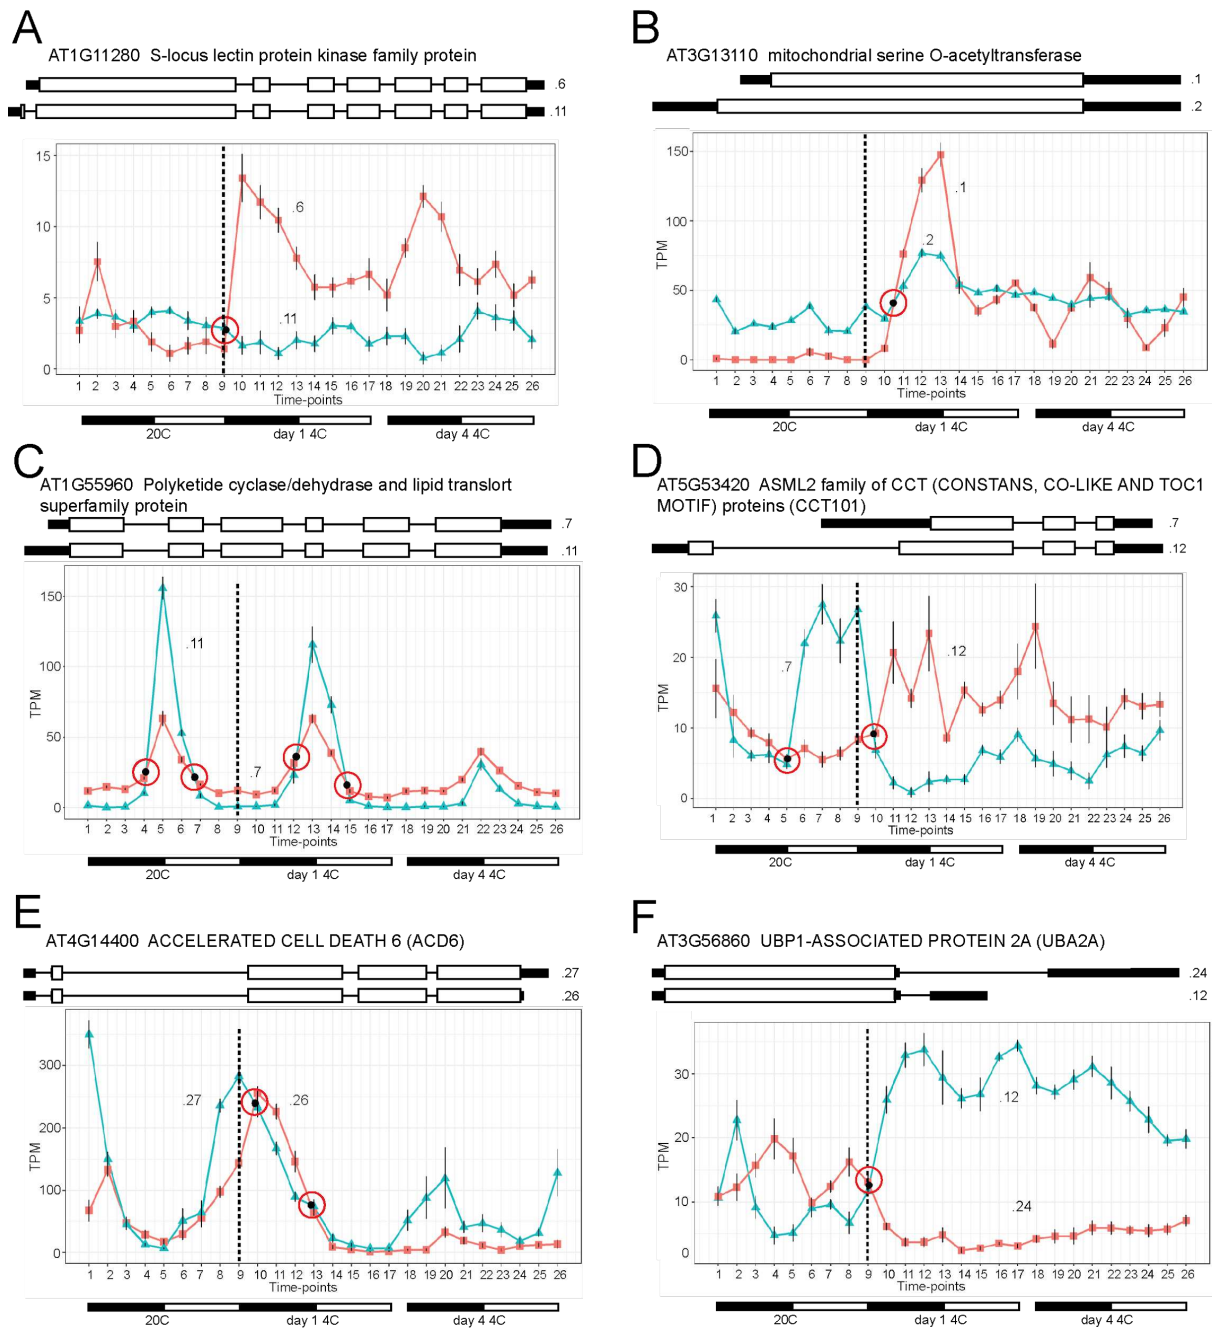 A
AT1G11280 S-locus lectin protein kinase family protein
.6
.11
15
10
5
0
.6
.11
1 2 3 4 5 6 7 8 9 10 11 12 13 14 15 16 17 18 19 20 21 22 23 24 25 26
Time-points
20C day 1 4C day 4 4C
B
AT3G13110 mitochondrial serine O-acetyltransferase
.1
.2
TPM
150
100
50
0
.1
.2
1 2 3 4 5 6 7 8 9 10 11 12 13 14 15 16 17 18 19 20 21 22 23 24 25 26
Time-points
20C day 1 4C day 4 4C
C
AT1G55960 Polyketide cyclase/dehydrase and lipid translort
superfamily protein
.7
.11
TPM
150
100
50
0
.11
.7
1 2 3 4 5 6 7 8 9 10 11 12 13 14 15 16 17 18 19 20 21 22 23 24 25 26
Time-points
20C day 1 4C day 4 4C
D
AT5G53420 ASML2 family of CCT (CONSTANS, CO-LIKE AND TOC1
MOTIF) proteins (CCT101)
.7
.12
TPM
30
20
10
0
.7
.12
1 2 3 4 5 6 7 8 9 10 11 12 13 14 15 16 17 18 19 20 21 22 23 24 25 26
Time-points
20C day 1 4C day 4 4C
E
AT4G14400 ACCELERATED CELL DEATH 6 (ACD6)
.27
.26
TPM
300
200
100
0
.27
.26
1 2 3 4 5 6 7 8 9 10 11 12 13 14 15 16 17 18 19 20 21 22 23 24 25 26
Time-points
20C day 1 4C day 4 4C
F
AT3G56860 UBP1-ASSOCIATED PROTEIN 2A (UBA2A)
.24
.12
TPM
30
20
10
0
.12
.24
1 2 3 4 5 6 7 8 9 10 11 12 13 14 15 16 17 18 19 20 21 22 23 24 25 26
Time-points
20C day 1 4C day 4 4C